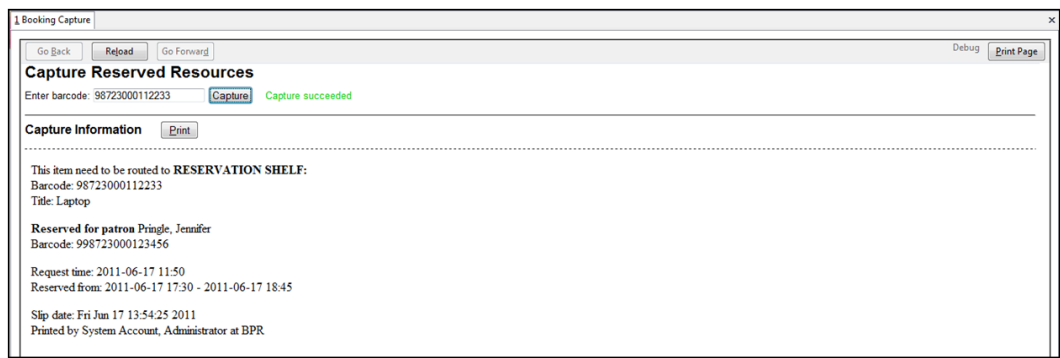 1 Booking Capture
Go Back Reload Go Forward Debug Print Page
Capture Reserved Resources
Enter barcode: 98723000112233 Capture Capture succeeded
Capture Information Print
This item need to be routed to RESERVATION SHELF:
Barcode: 98723000112233
Title: Laptop
Reserved for patron Pringle, Jennifer
Barcode: 998723000123456
Request time: 2011-06-17 11:50
Reserved from: 2011-06-17 17:30 - 2011-06-17 18:45
Slip date: Fri Jun 17 13:54:25 2011
Printed by System Account, Administrator at BPR